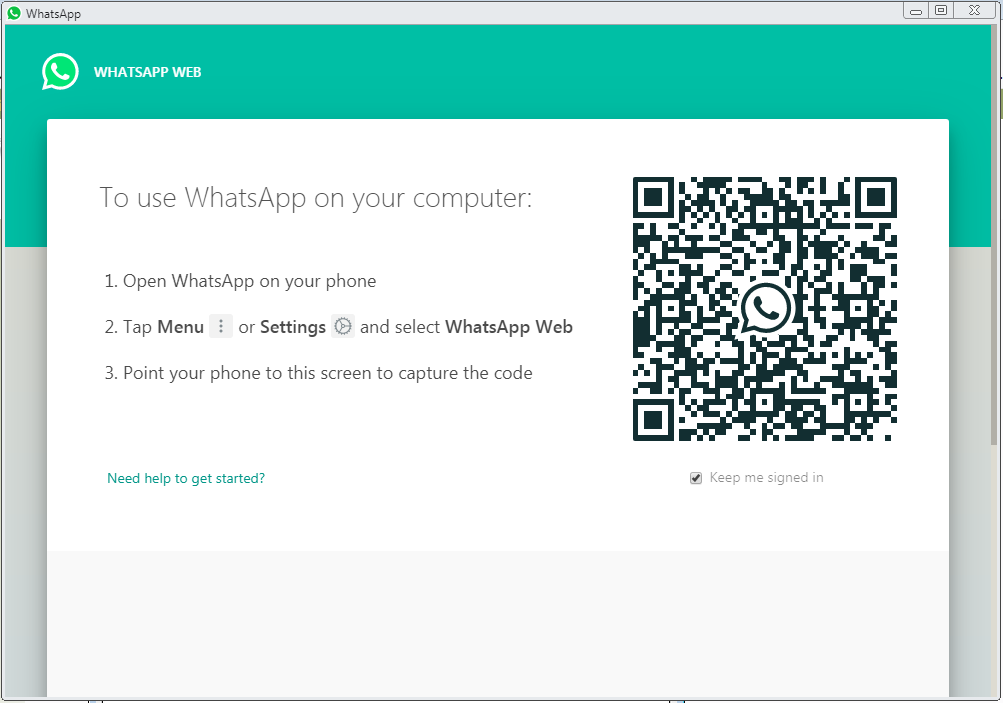 WhatsApp
WHATSAPP WEB
To use WhatsApp on your computer:
1. Open WhatsApp on your phone
2. Tap Menu or Settings and select WhatsApp Web
3. Point your phone to this screen to capture the code
Need help to get started?
Keep me signed in